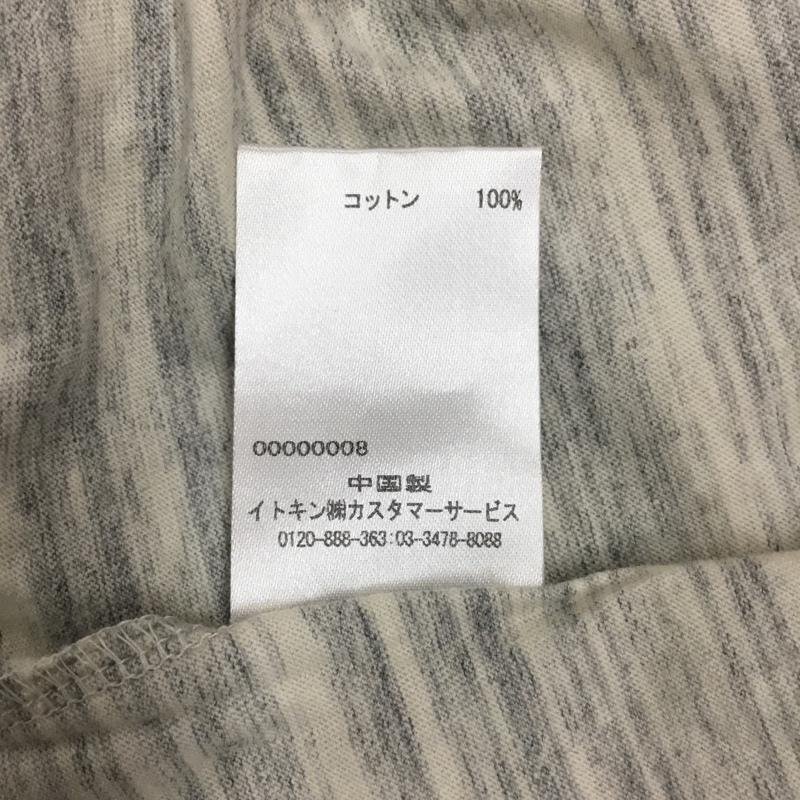 コットン 100%
00000008
中国製
イトキン㈱カスタマーサービス
0120-888-363:03-3478-8088